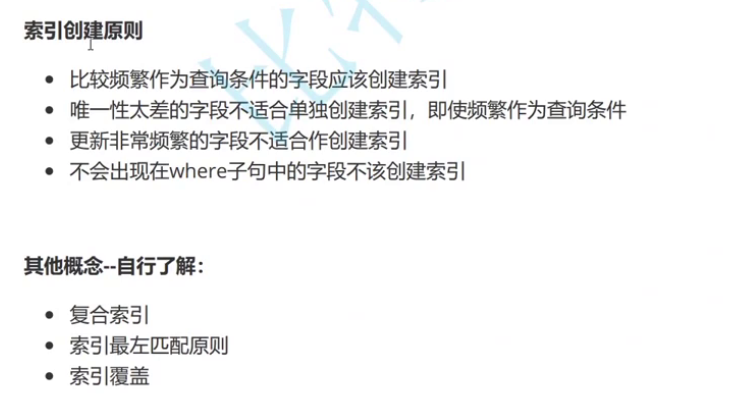 索引创建原则
比较频繁作为查询条件的字段应该创建索引
唯一性太差的字段不适合单独创建索引，即使频繁作为查询条件
更新非常频繁的字段不适合作创建索引
不会出现在where子句中的字段不该创建索引
其他概念--自行了解：
复合索引
索引最左匹配原则
索引覆盖